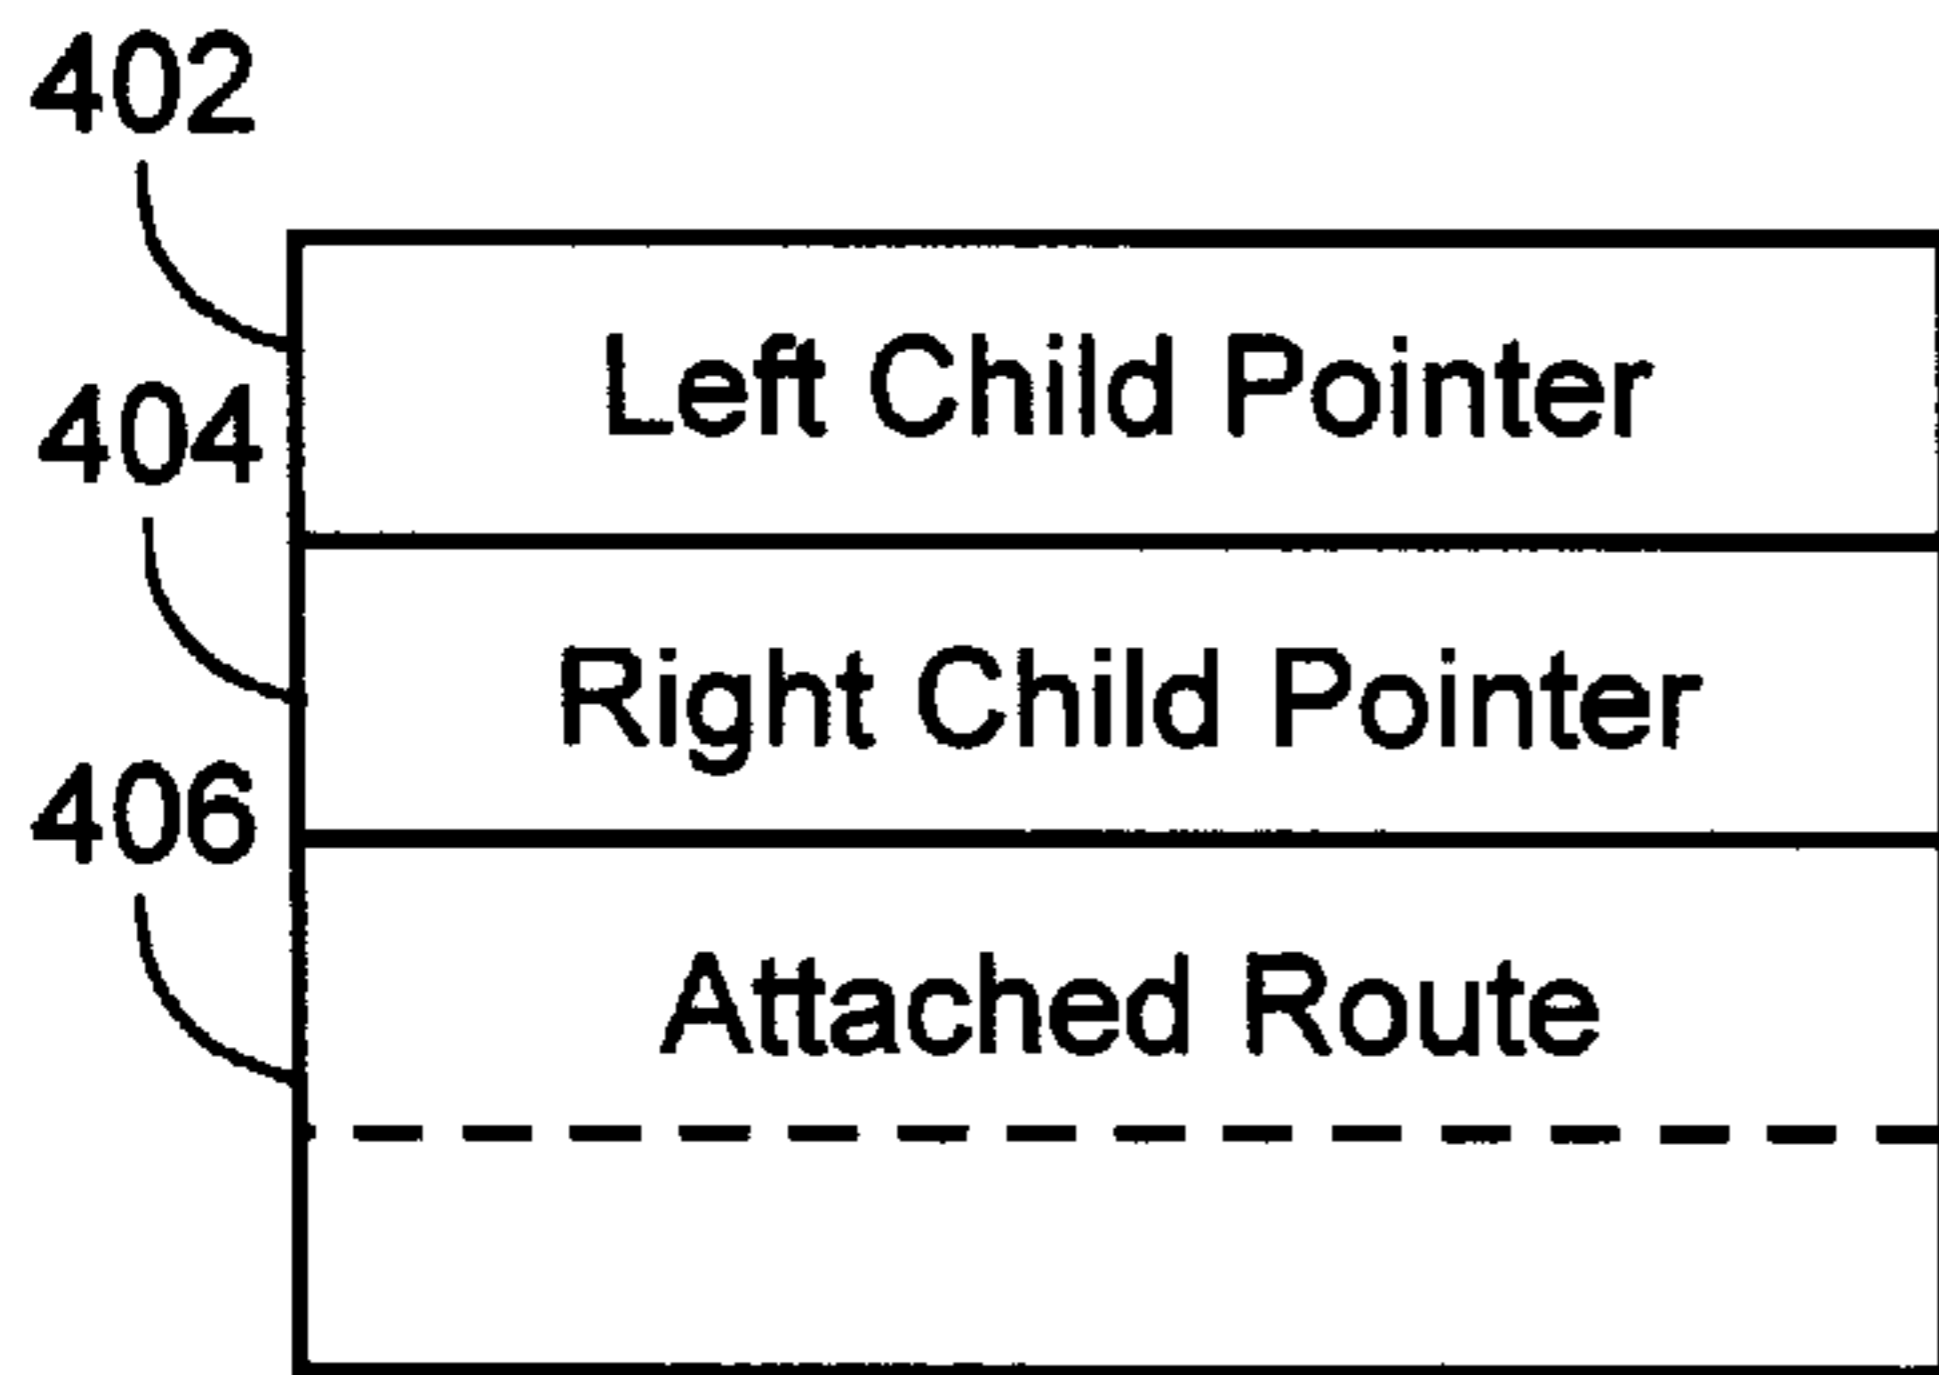 402
Left Child Pointer
404
Right Child Pointer
406
Attached Route